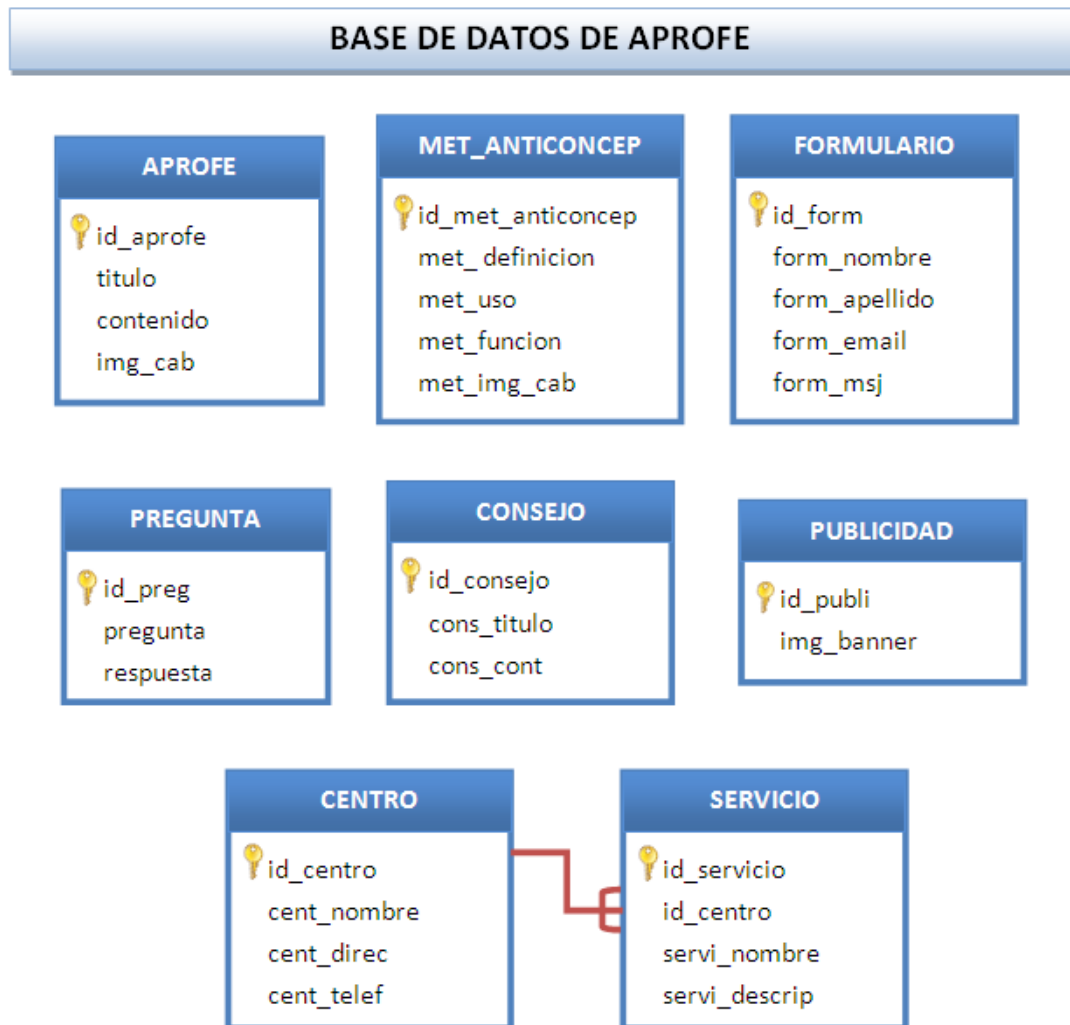 BASE DE DATOS DE APROFE
APROFE
id_aprofe
titulo
contenido
img_cab
MET_ANTICONCEP
id_met_anticoncep
met_ definicion
met_uso
met_funcion
met_img_cab
FORMULARIO
id_form
form_nombre
form_apellido
form_email
form_msj
PREGUNTA
id_preg
pregunta
respuesta
CONSEJO
id_consejo
cons_titulo
cons_cont
PUBLICIDAD
id_publi
img_banner
CENTRO
id_centro
cent_nombre
cent_direc
cent_telef
SERVICIO
id_servicio
id_centro
servi_nombre
servi_descrip